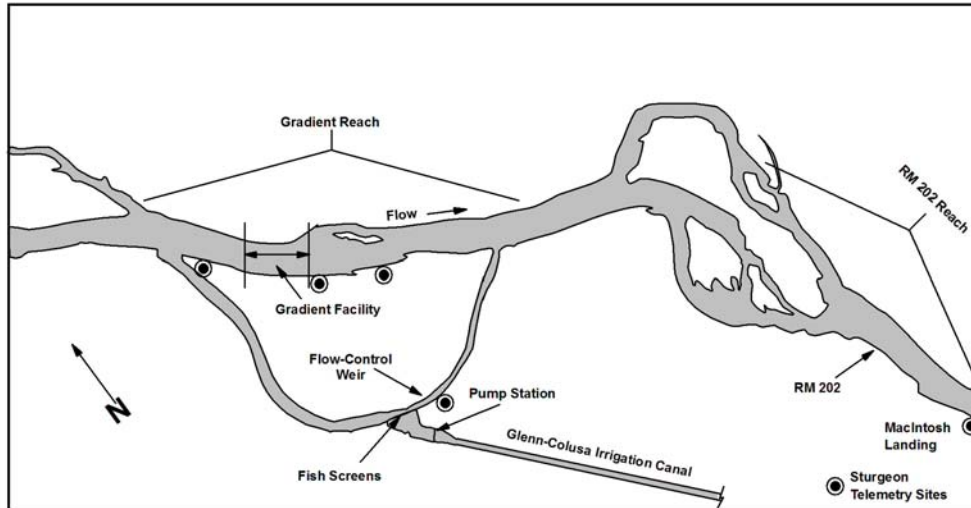 Gradient Reach
RM 202 Reach
Flow
Gradient Facility
Flow-Control
Weir
Pump Station
RM 202
N
MacIntosh
Landing
Glenn-Colusa Irrigation Canal
Fish Screens
Sturgeon
Telemetry Sites